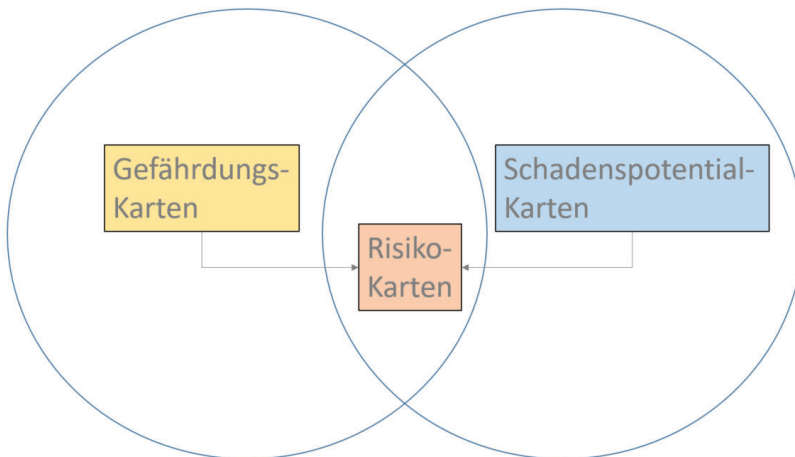 Gefährdungs-
Karten
Schadenspotential-
Karten
Risiko-
Karten